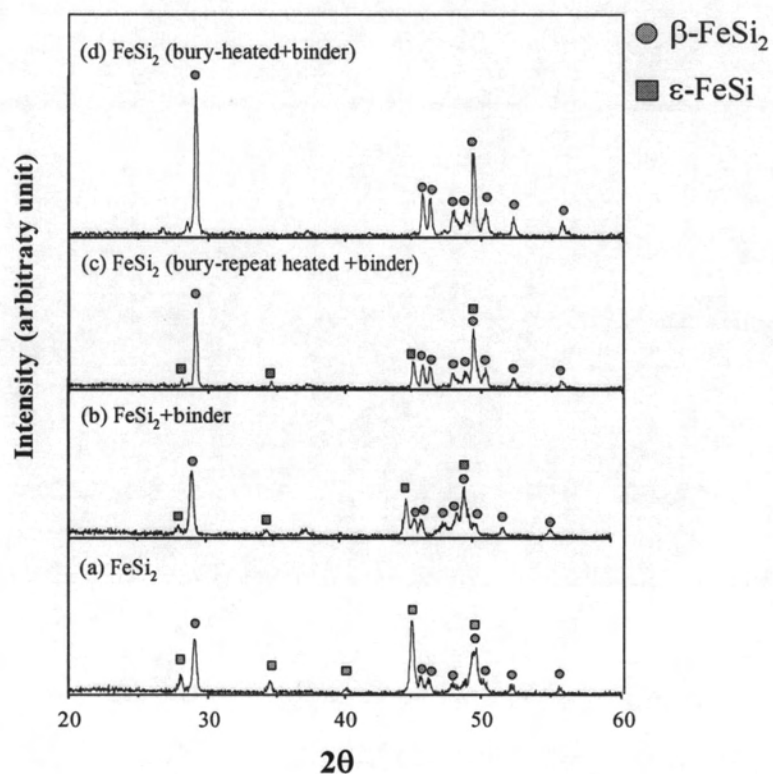 (d) FeSi₂ (bury-heated+binder)
β-FeSi₂
ε-FeSi
(c) FeSi₂ (bury-repeat heated +binder)
(b) FeSi₂+binder
(a) FeSi₂
Intensity (arbitraty unit)
20 30 40 50 60
2θ